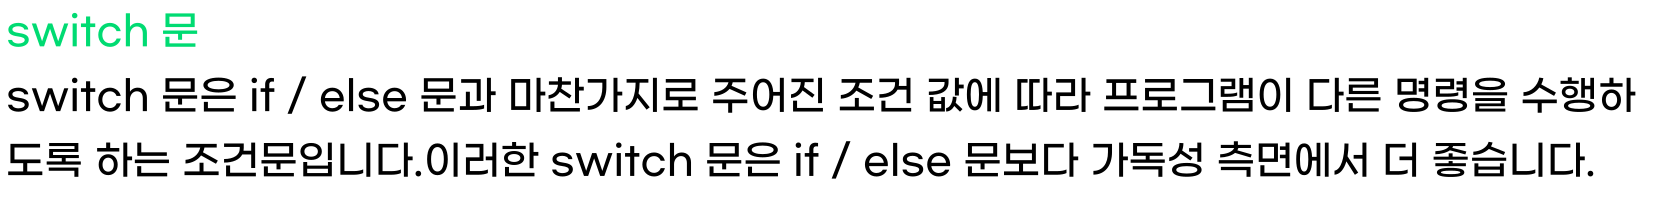 switch 문
switch 문은 if / else 문과 마찬가지로 주어진 조건 값에 따라 프로그램이 다른 명령을 수행하
도록 하는 조건문입니다.이러한 switch 문은 if / else 문보다 가독성 측면에서 더 좋습니다.